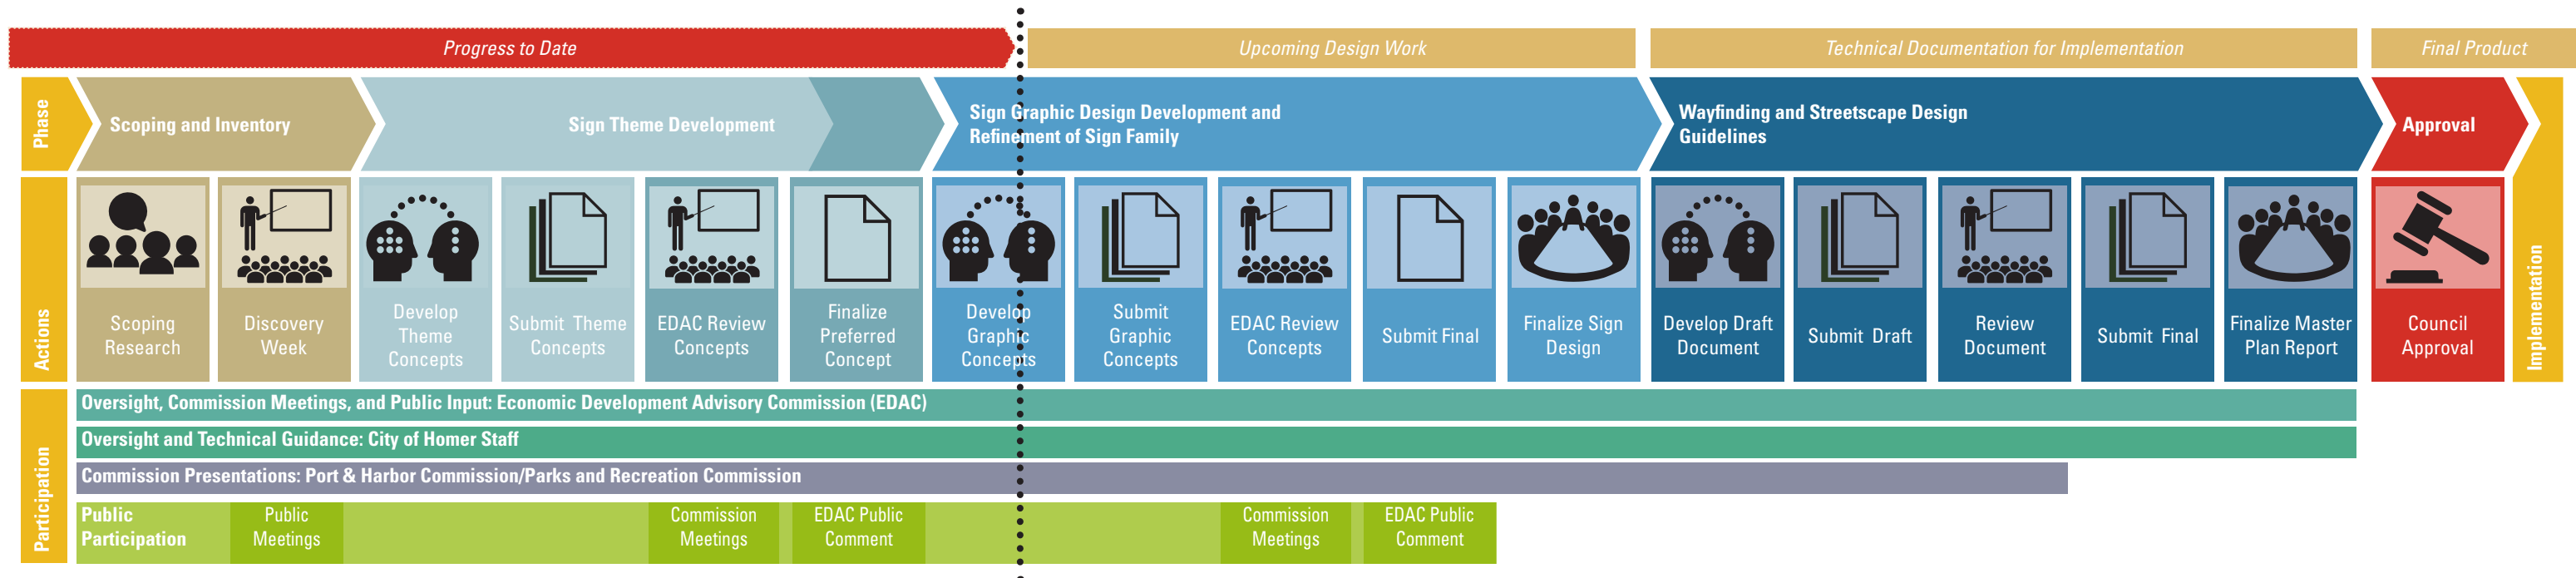 Progress to Date
Upcoming Design Work
Technical Documentation for Implementation
Final Product
Phase
Scoping and Inventory
Sign Theme Development
Sign Graphic Design Development and
Refinement of Sign Family
Wayfinding and Streetscape Design
Guidelines
Approval
Implementation
Actions
Scoping
Research
Discovery
Week
Develop
Theme
Concepts
Submit Theme
Concepts
EDAC Review
Concepts
Finalize
Preferred
Concept
Develop
Graphic
Concepts
Submit
Graphic
Concepts
EDAC Review
Concepts
Submit Final
Finalize Sign
Design
Develop Draft
Document
Submit Draft
Review
Document
Submit Final
Finalize Master
Plan Report
Council
Approval
Participation
Oversight, Commission Meetings, and Public Input: Economic Development Advisory Commission (EDAC)
Oversight and Technical Guidance: City of Homer Staff
Commission Presentations: Port & Harbor Commission/Parks and Recreation Commission
Public
Participation
Public
Meetings
Commission
Meetings
EDAC Public
Comment
Commission
Meetings
EDAC Public
Comment